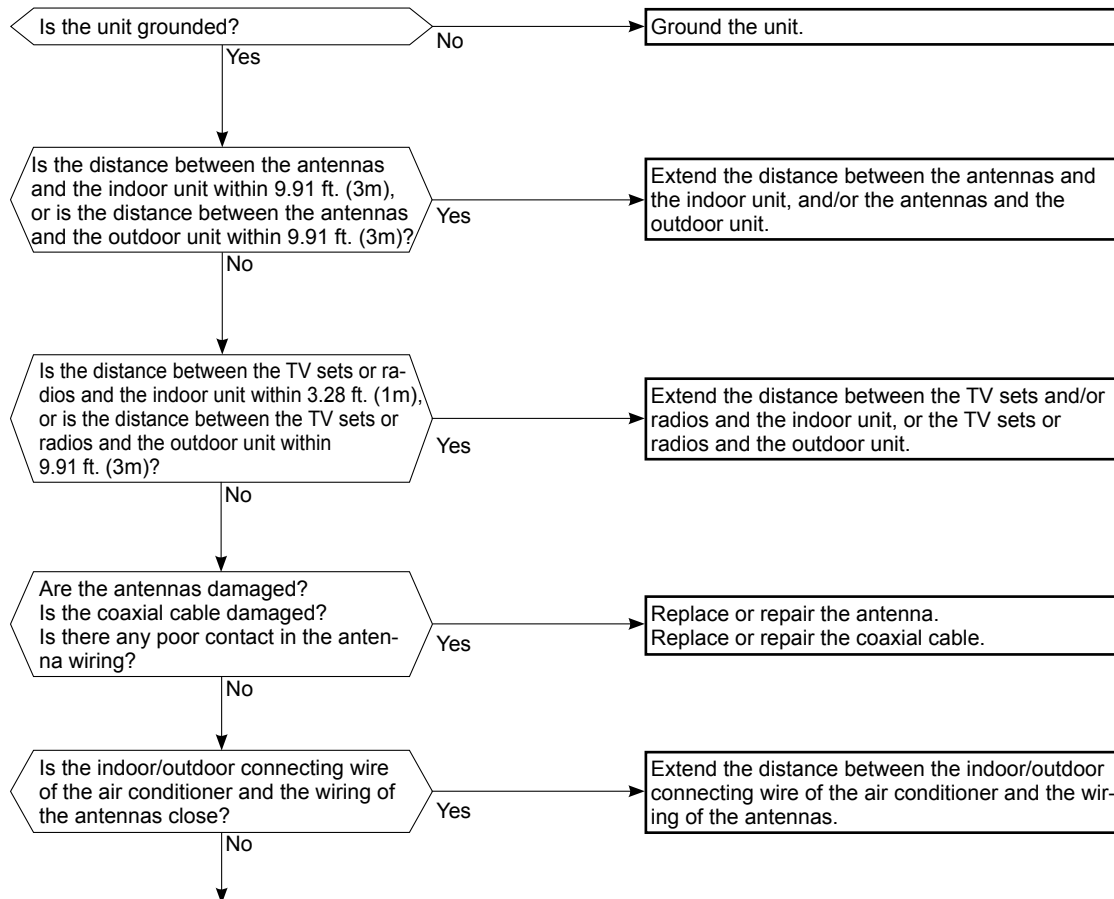 Is the unit grounded?
No
Ground the unit.
Yes
Is the distance between the antennas
and the indoor unit within 9.91 ft. (3m),
or is the distance between the antennas
and the outdoor unit within 9.91 ft. (3m)?
Yes
Extend the distance between the antennas and
the indoor unit, and/or the antennas and the
outdoor unit.
No
Is the distance between the TV sets or ra-
dios and the indoor unit within 3.28 ft. (1m),
or is the distance between the TV sets or
radios and the outdoor unit within
9.91 ft. (3m)?
Yes
Extend the distance between the TV sets and/or
radios and the indoor unit, or the TV sets or
radios and the outdoor unit.
No
Are the antennas damaged?
Is the coaxial cable damaged?
Is there any poor contact in the anten-
na wiring?
Yes
Replace or repair the antenna.
Replace or repair the coaxial cable.
No
Is the indoor/outdoor connecting wire
of the air conditioner and the wiring of
the antennas close?
Yes
Extend the distance between the indoor/outdoor
connecting wire of the air conditioner and the wir-
ing of the antennas.
No